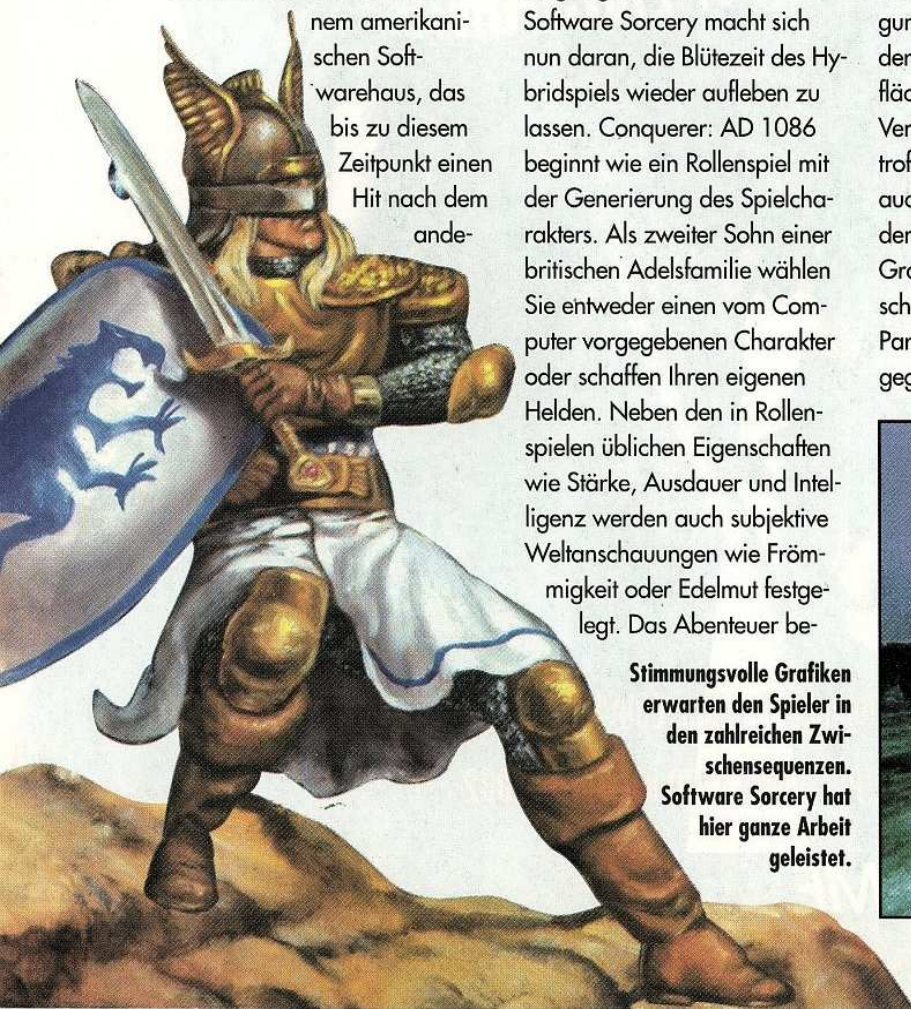 nem amerikani-
schen Soft-
warehaus, das
bis zu diesem
Zeitpunkt einen
Hit nach dem
ande-
Software Sorcery macht sich
nun daran, die Blütezeit des Hy-
bridspiels wieder aufleben zu
lassen. Conquerer: AD 1086
beginnt wie ein Rollenspiel mit
der Generierung des Spielcha-
rakters. Als zweiter Sohn einer
britischen Adelsfamilie wählen
Sie entweder einen vom Com-
puter vorgegebenen Charakter
oder schaffen Ihren eigenen
Helden. Neben den in Rollen-
spielen üblichen Eigenschaften
wie Stärke, Ausdauer und Intel-
ligenz werden auch subjektive
Weltanschauungen wie Fröm-
migkeit oder Edelmut festge-
legt. Das Abenteuer be-
Stimmungsvolle Grafiken
erwarten den Spieler in
den zahlreichen Zwi-
schensequenzen.
Software Sorcery hat
hier ganze Arbeit
geleistet.